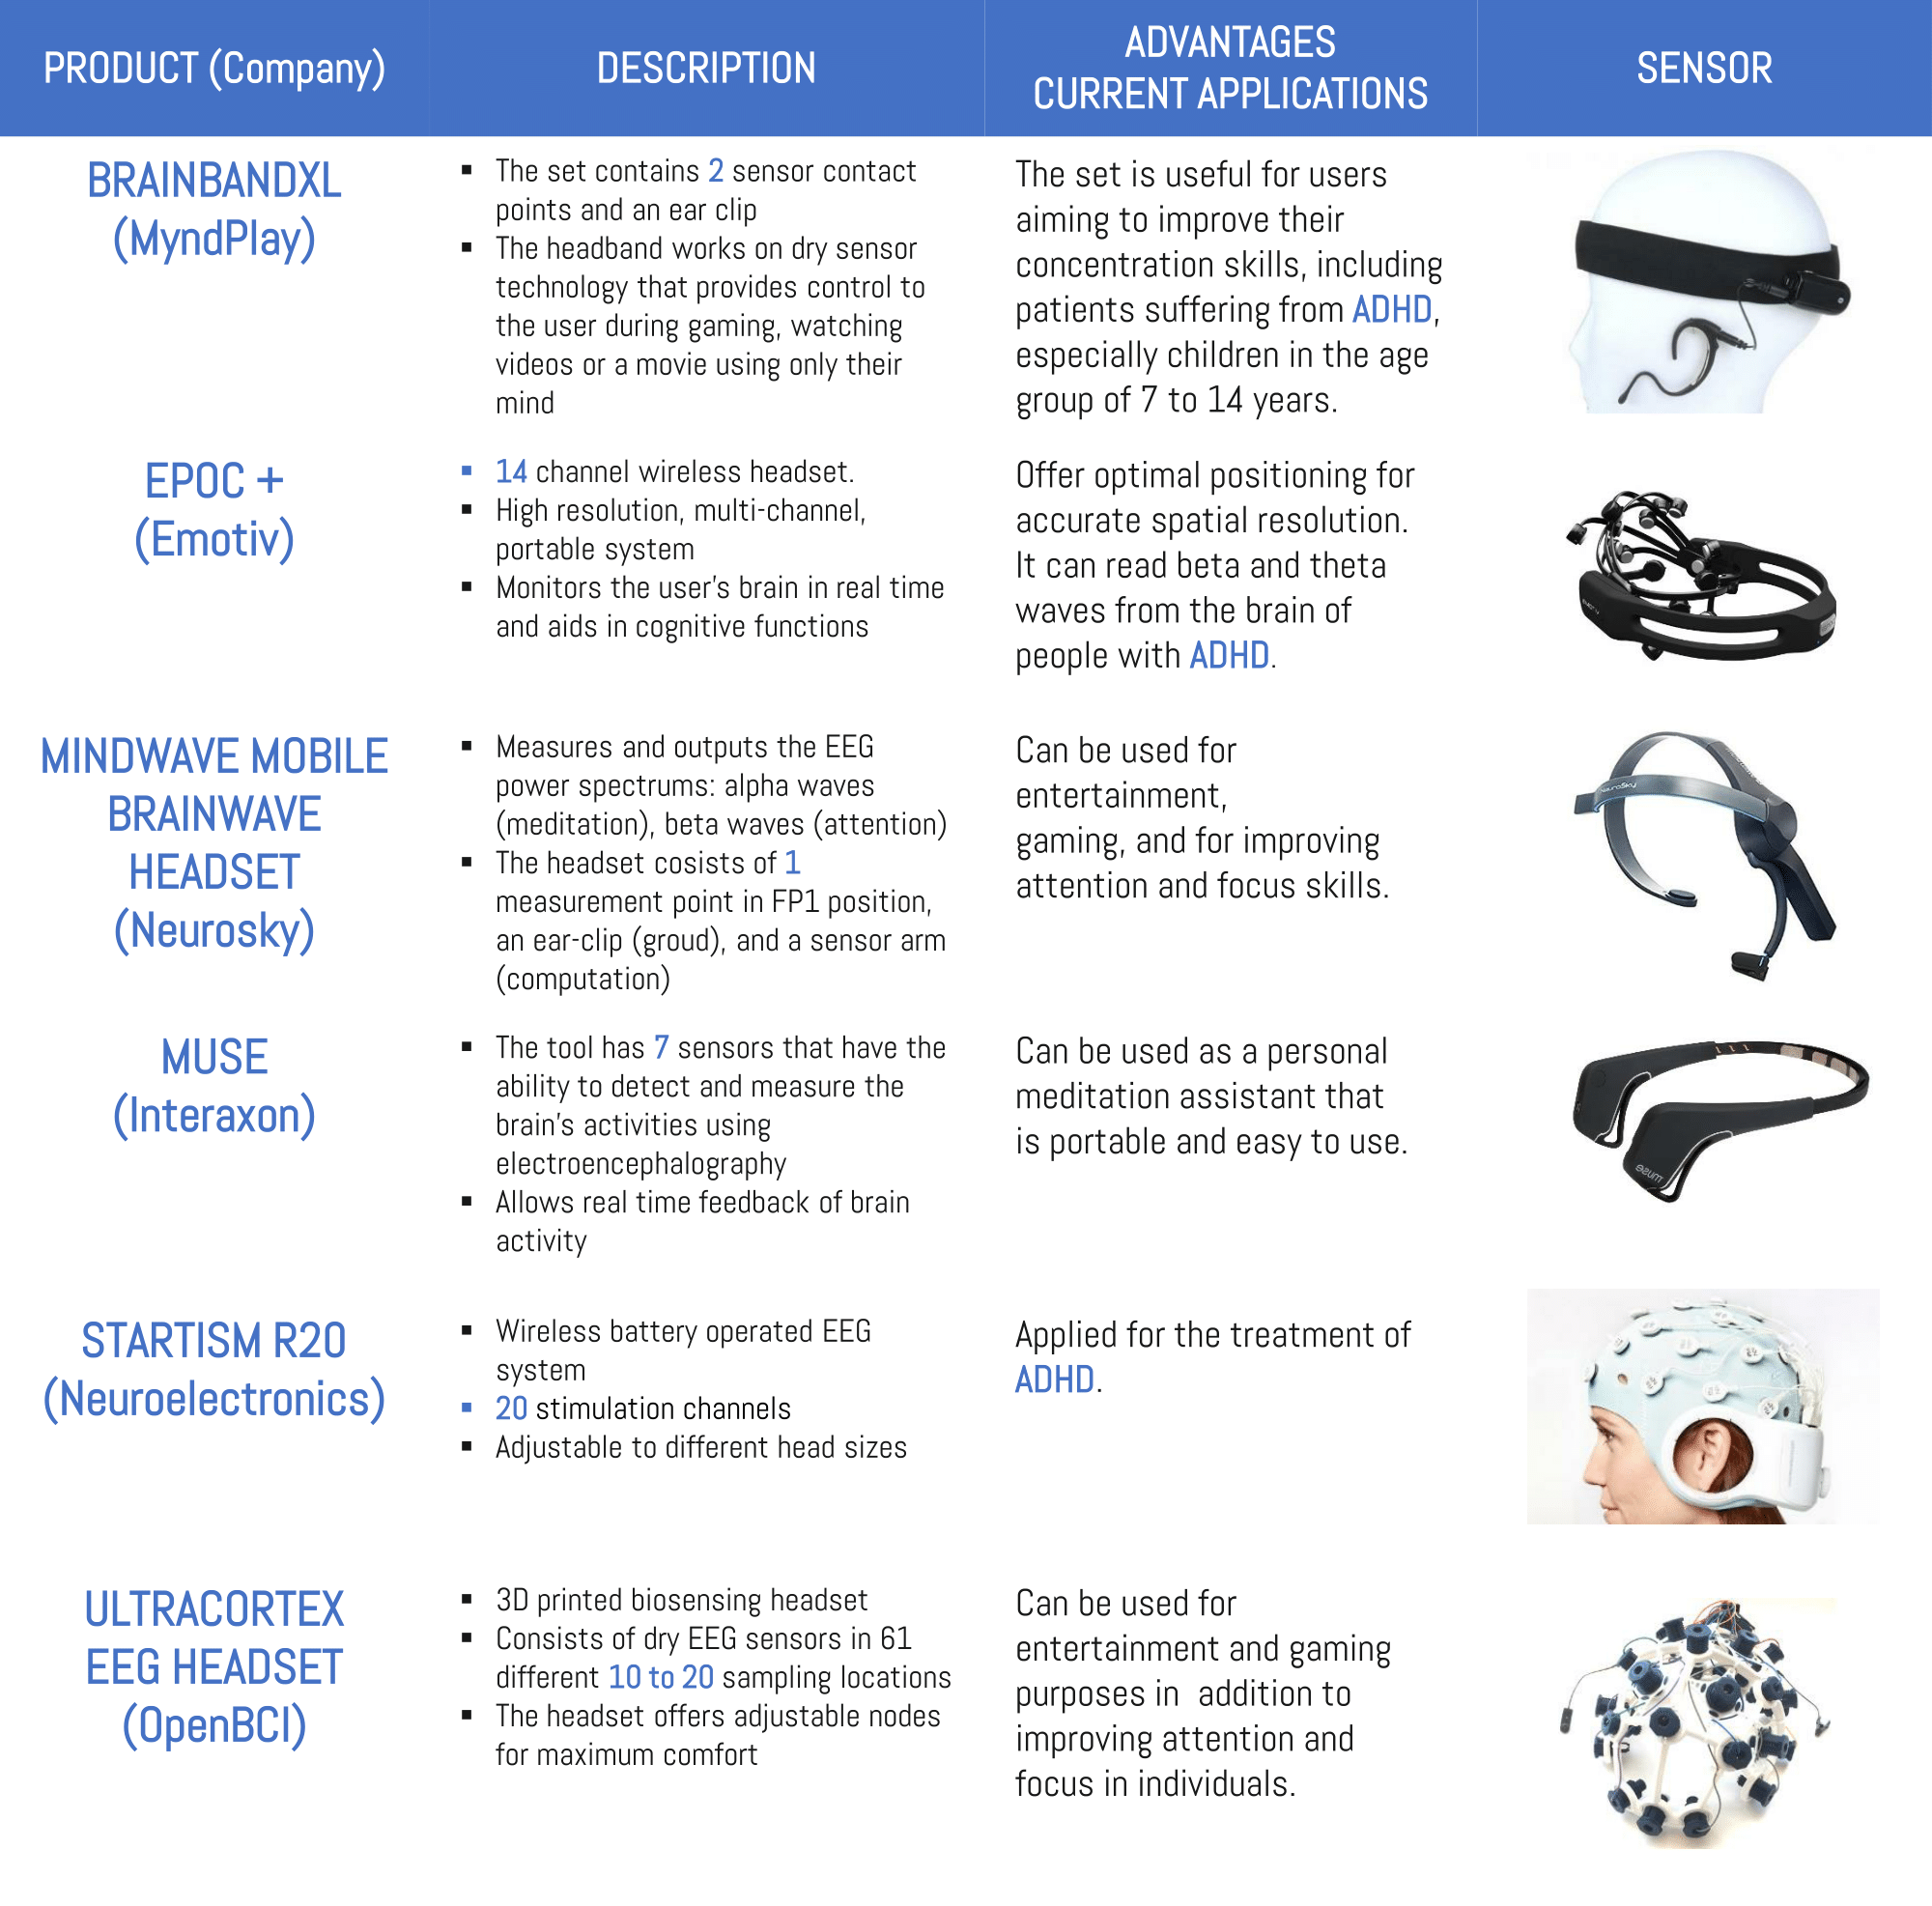 PRODUCT (Company)
DESCRIPTION
ADVANTAGES
CURRENT APPLICATIONS
SENSOR
BRAINBANDXL
(MyndPlay)
▪ The set contains 2 sensor contact
points and an ear clip
▪ The headband works on dry sensor
technology that provides control to
the user during gaming, watching
videos or a movie using only their
mind
The set is useful for users
aiming to improve their
concentration skills, including
patients suffering from ADHD,
especially children in the age
group of 7 to 14 years.
EPOC +
(Emotiv)
▪ 14 channel wireless headset.
▪ High resolution, multi-channel,
portable system
▪ Monitors the user's brain in real time
and aids in cognitive functions
Offer optimal positioning for
accurate spatial resolution.
It can read beta and theta
waves from the brain of
people with ADHD.
MINDWAVE MOBILE
BRAINWAVE
HEADSET
(Neurosky)
▪ Measures and outputs the EEG
power spectrums: alpha waves
(meditation), beta waves (attention)
▪ The headset cosists of 1
measurement point in FP1 position,
an ear-clip (groud), and a sensor arm
(computation)
Can be used for
entertainment,
gaming, and for improving
attention and focus skills.
neurosky
MUSE
(Interaxon)
▪ The tool has 7 sensors that have the
ability to detect and measure the
brain's activities using
electroencephalography
▪ Allows real time feedback of brain
activity
Can be used as a personal
meditation assistant that
is portable and easy to use.
muse
STARTISM R20
(Neuroelectronics)
▪ Wireless battery operated EEG
system
▪ 20 stimulation channels
▪ Adjustable to different head sizes
Applied for the treatment of
ADHD.
ULTRACORTEX
EEG HEADSET
(OpenBCI)
▪ 3D printed biosensing headset
▪ Consists of dry EEG sensors in 61
different 10 to 20 sampling locations
▪ The headset offers adjustable nodes
for maximum comfort
Can be used for
entertainment and gaming
purposes in  addition to
improving attention and
focus in individuals.